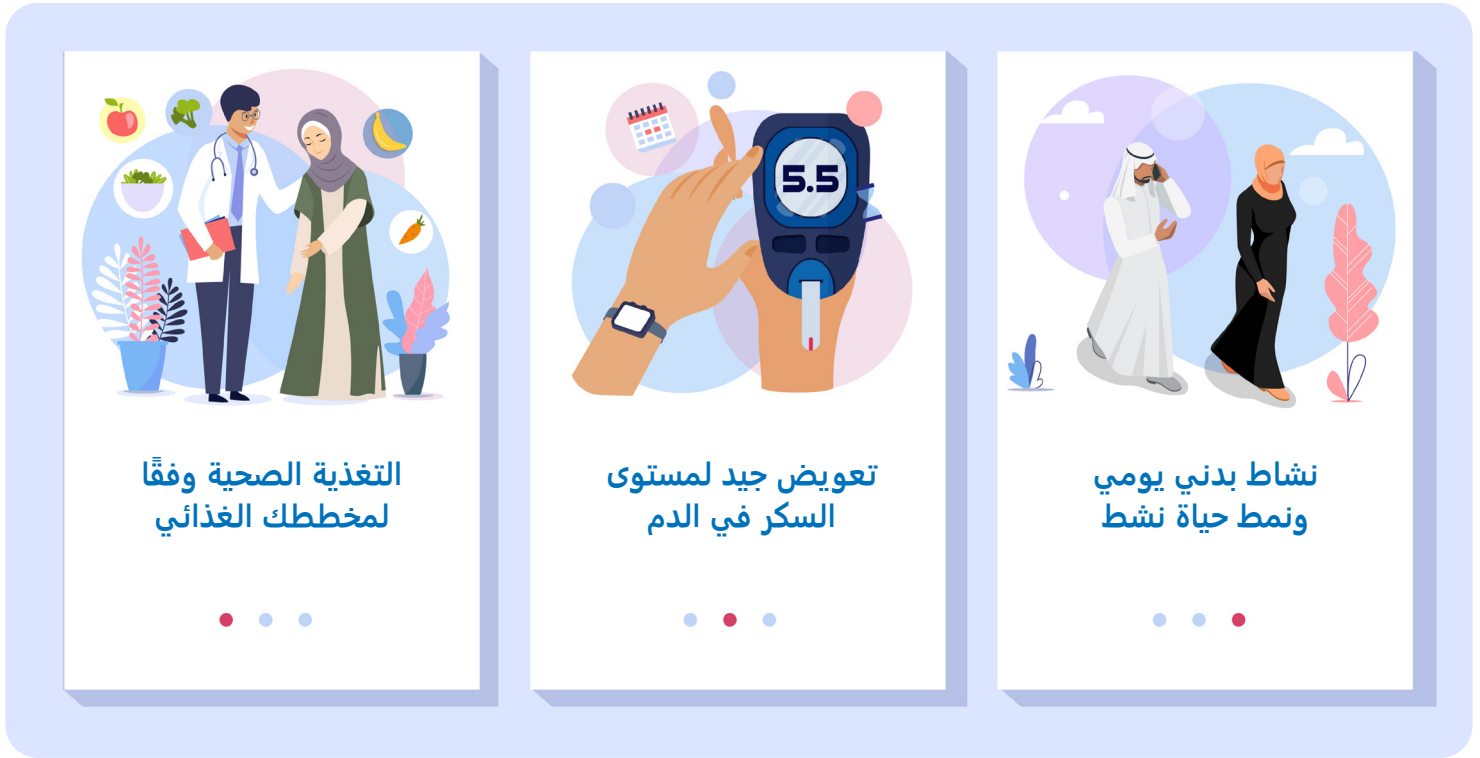 نشاط بدني يومي
ونمط حياة نشط
5.5
تعويض جيد لمستوى
السكر في الدم
التغذية الصحية وفقًا
لمخططك الغذائي